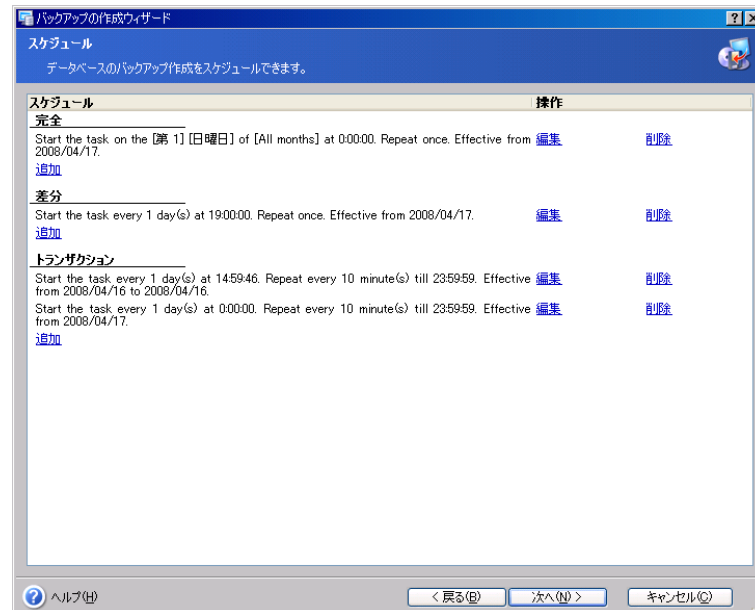 バックアップの作成ウィザード
スケジュール
データベースのバックアップ作成をスケジュールできます。
スケジュール 操作
完全
Start the task on the [第 1] [日曜日] of [All months] at 0:00:00. Repeat once. Effective from 編集 削除
2008/04/17.
追加
差分
Start the task every 1 day(s) at 19:00:00. Repeat once. Effective from 2008/04/17. 編集 削除
追加
トランザクション
Start the task every 1 day(s) at 14:59:46. Repeat every 10 minute(s) till 23:59:59. Effective 編集 削除
from 2008/04/16 to 2008/04/16.
Start the task every 1 day(s) at 0:00:00. Repeat every 10 minute(s) till 23:59:59. Effective 編集 削除
from 2008/04/17.
追加
ヘルプ(H) < 戻る(B) 次へ(N) > キャンセル(C)